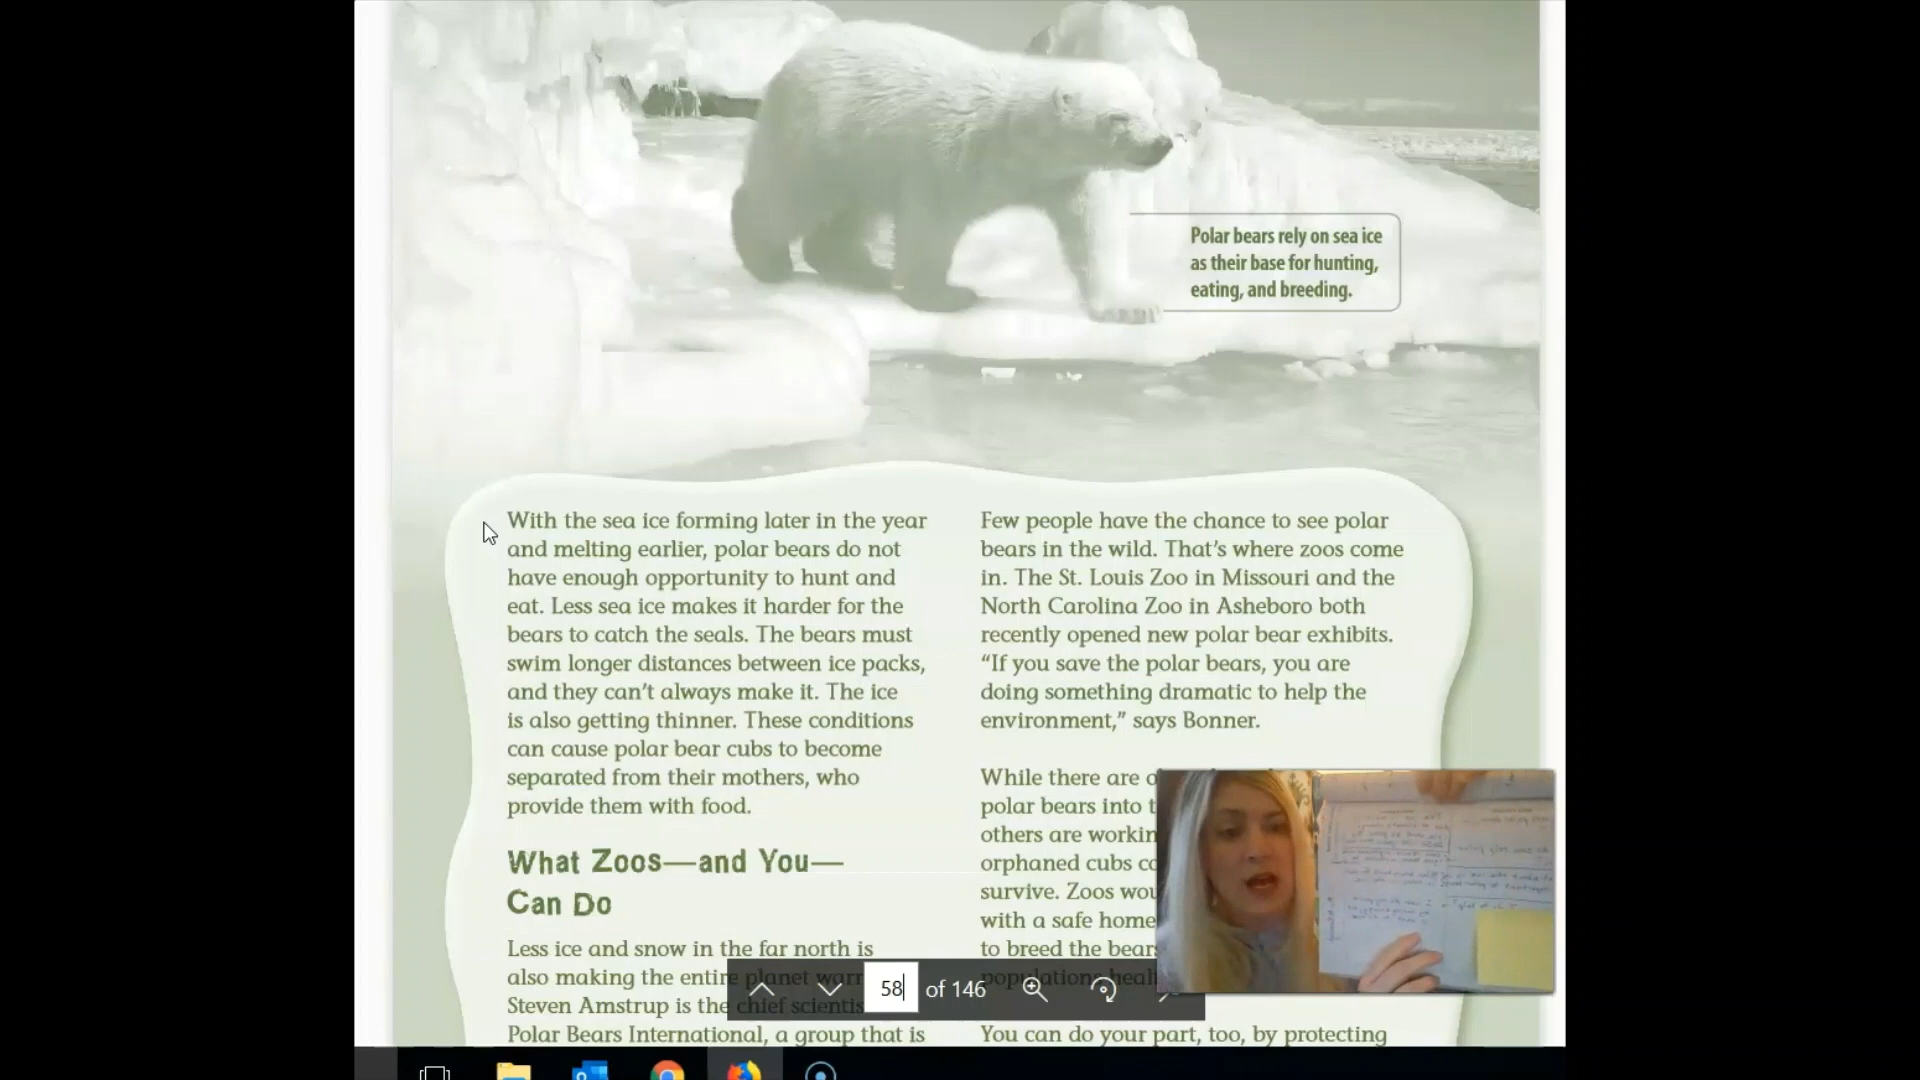 Polar bears rely on sea ice
as their base for hunting,
eating, and breeding.
With the sea ice forming later in the year
and melting earlier, polar bears do not
have enough opportunity to hunt and
eat. Less sea ice makes it harder for the
bears to catch the seals. The bears must
swim longer distances between ice packs,
and they can't always make it. The ice
is also getting thinner. These conditions
can cause polar bear cubs to become
separated from their mothers, who
provide them with food.
What Zoos—and You—
Can Do
Less ice and snow in the far north is
also making the entire planet warm
Steven Amstrup is the chief scientis
Polar Bears International, a group that is
Few people have the chance to see polar
bears in the wild. That's where zoos come
in. The St. Louis Zoo in Missouri and the
North Carolina Zoo in Asheboro both
recently opened new polar bear exhibits.
“If you save the polar bears, you are
doing something dramatic to help the
environment,” says Bonner.
While there are
polar bears into
others are workin
orphaned cubs
survive. Zoos wou
with a safe home
to breed the bears
populations heal
You can do your part, too, by protecting
58 of 146